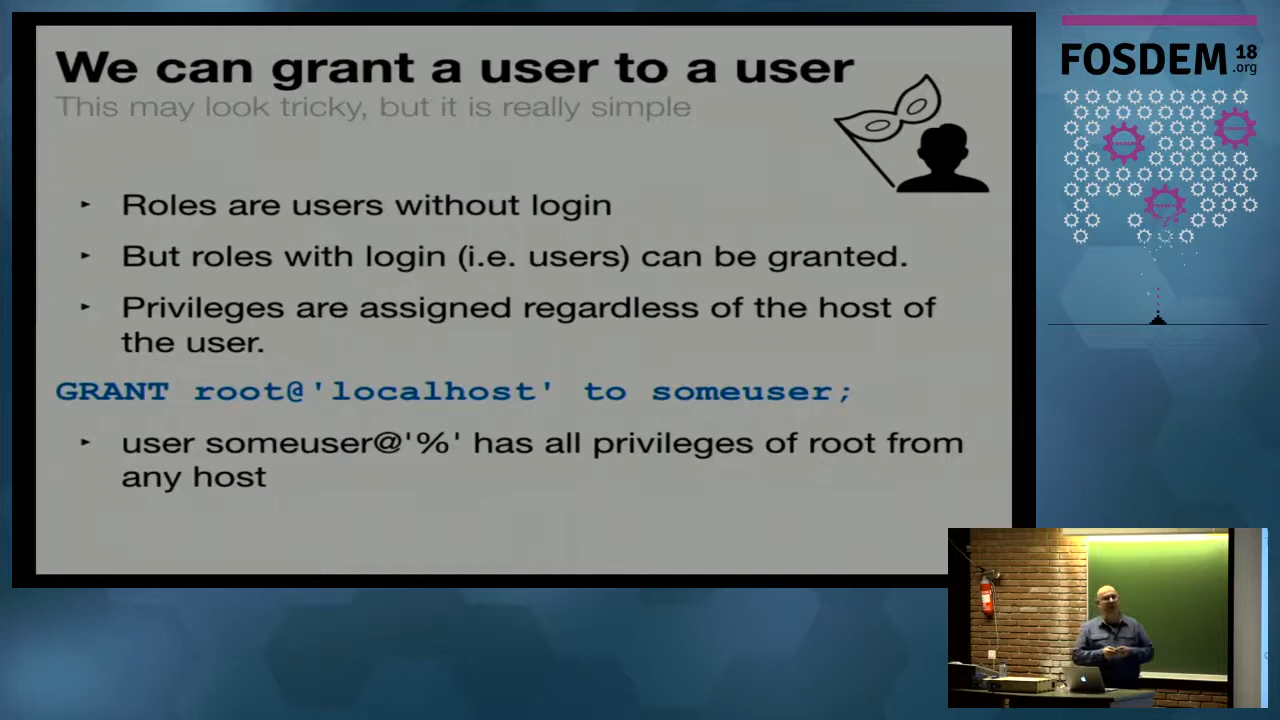 We can grant a user to a user
This may look tricky, but it is really simple
‣ Roles are users without login
‣ But roles with login (i.e. users) can be granted.
‣ Privileges are assigned regardless of the host of
the user.
GRANT root@'localhost' to someuser;
‣ user someuser@'%' has all privileges of root from
any host
FOSDEM 18
.org